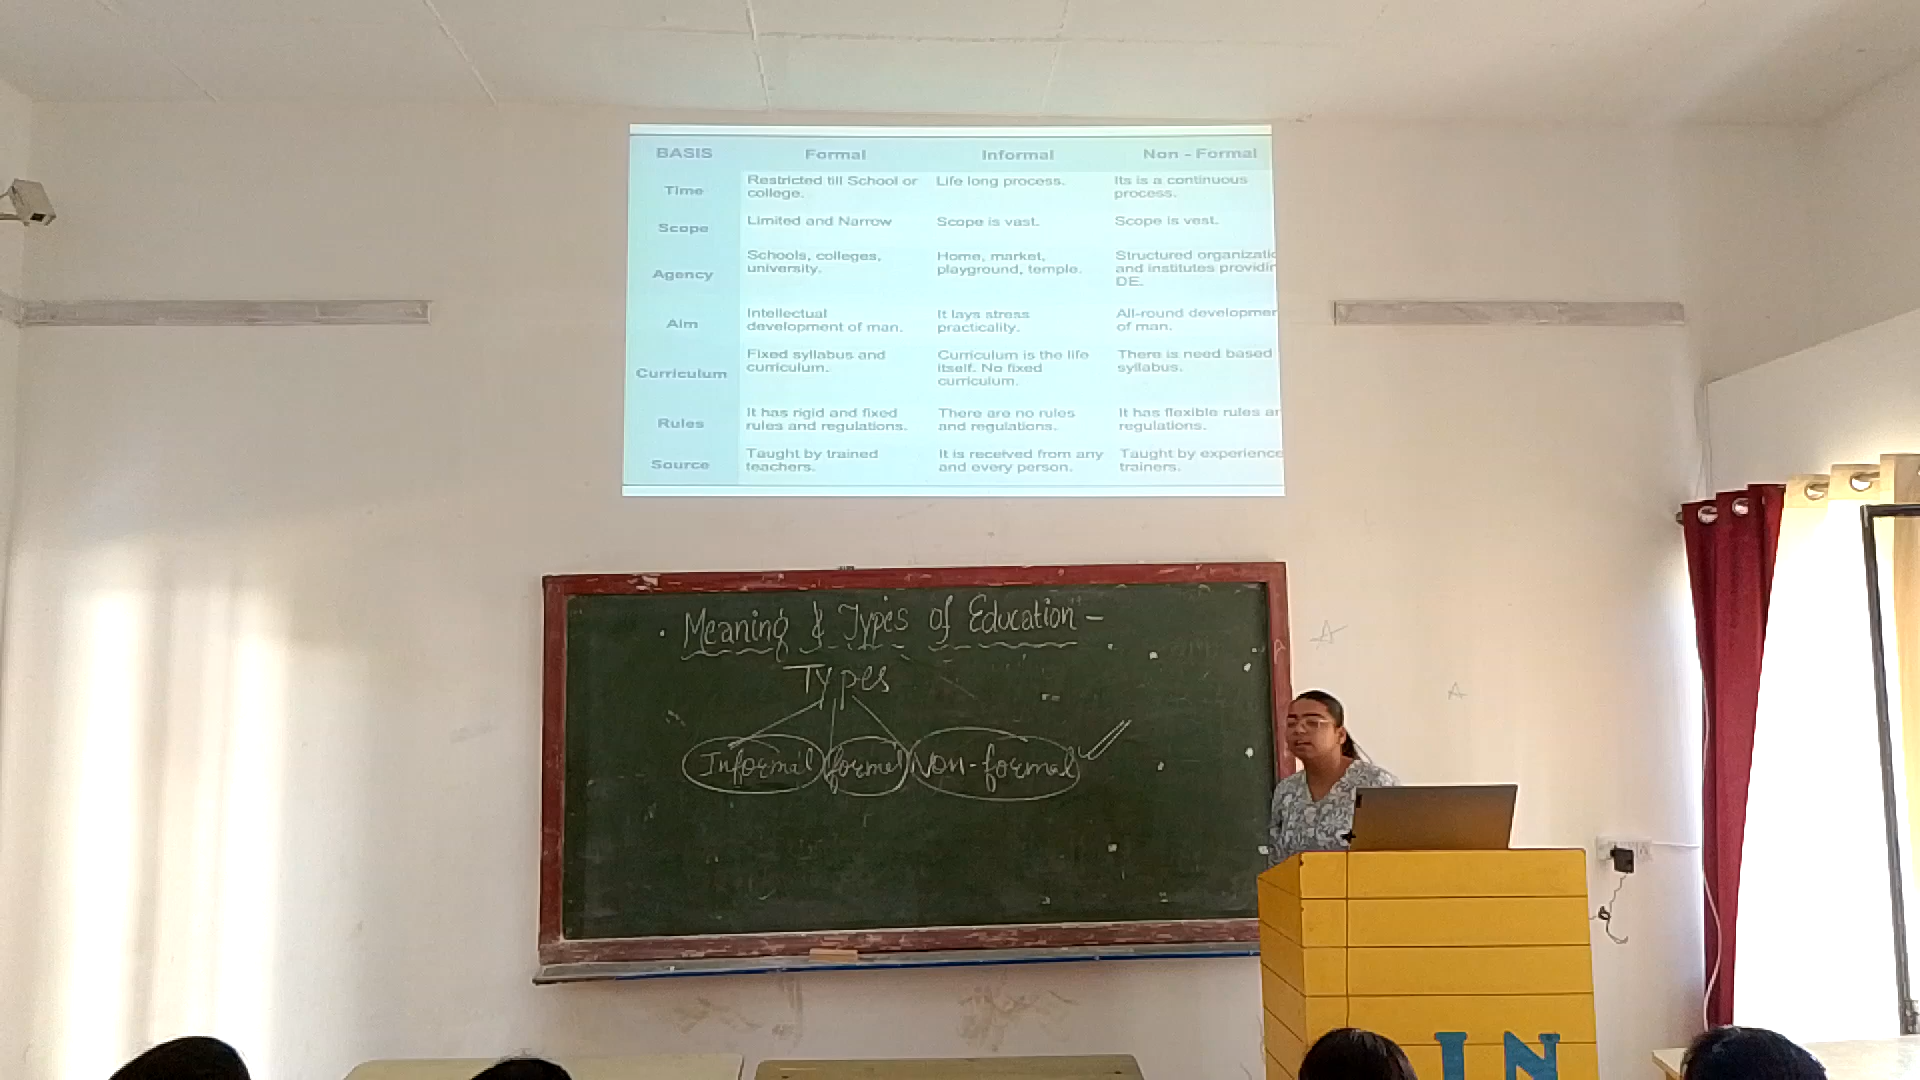 BASIS Formal Informal Non - Formal
Time Restricted till School or college. Life long process. Its is a continuous process.
Scope Limited and Narrow Scope is vast. Scope is vast.
Agency Schools, colleges, university. Home, market, playground, temple. Structured organizatio and institutes providin DE.
Aim Intellectual development of man. It lays stress practicality. All-round developmen of man.
Curriculum Fixed syllabus and curriculum. Curriculum is the life itself. No fixed curriculum. There is need based syllabus.
Rules It has rigid and fixed rules and regulations. There are no rules and regulations. It has flexible rules an regulations.
Source Taught by trained teachers. It is received from any and every person. Taught by experience trainers.
. Meaning & Types of Education -
Types
Informal formal Non-formal
A
A
IN